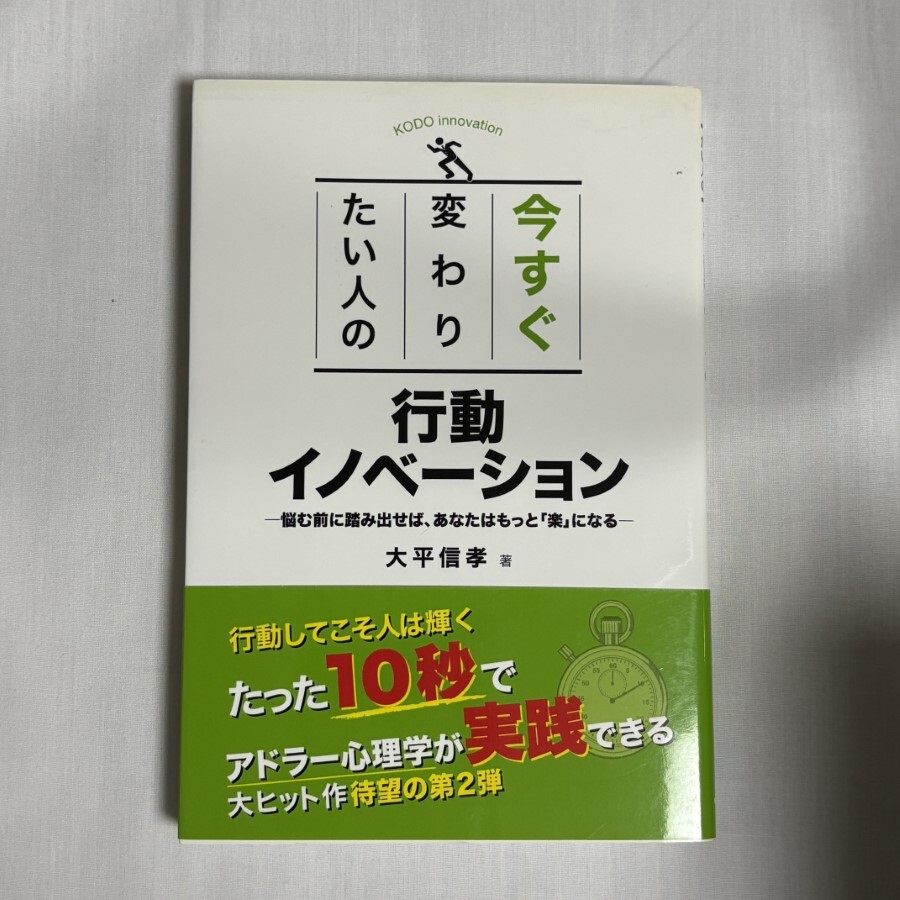 KODO innovation
今すぐ
変わり
たい人の
行動
イノベーション
―悩む前に踏み出せば、あなたはもっと「楽」になる―
大平信孝 著
行動してこそ人は輝く
たった10秒で
アドラー心理学が実践できる
大ヒット作待望の第2弾